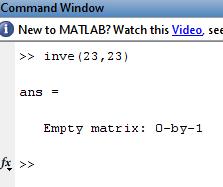 Command Window
New to MATLAB? Watch this Video, see
>> inve(23,23)
ans =
Empty matrix: 0-by-1
fx >>